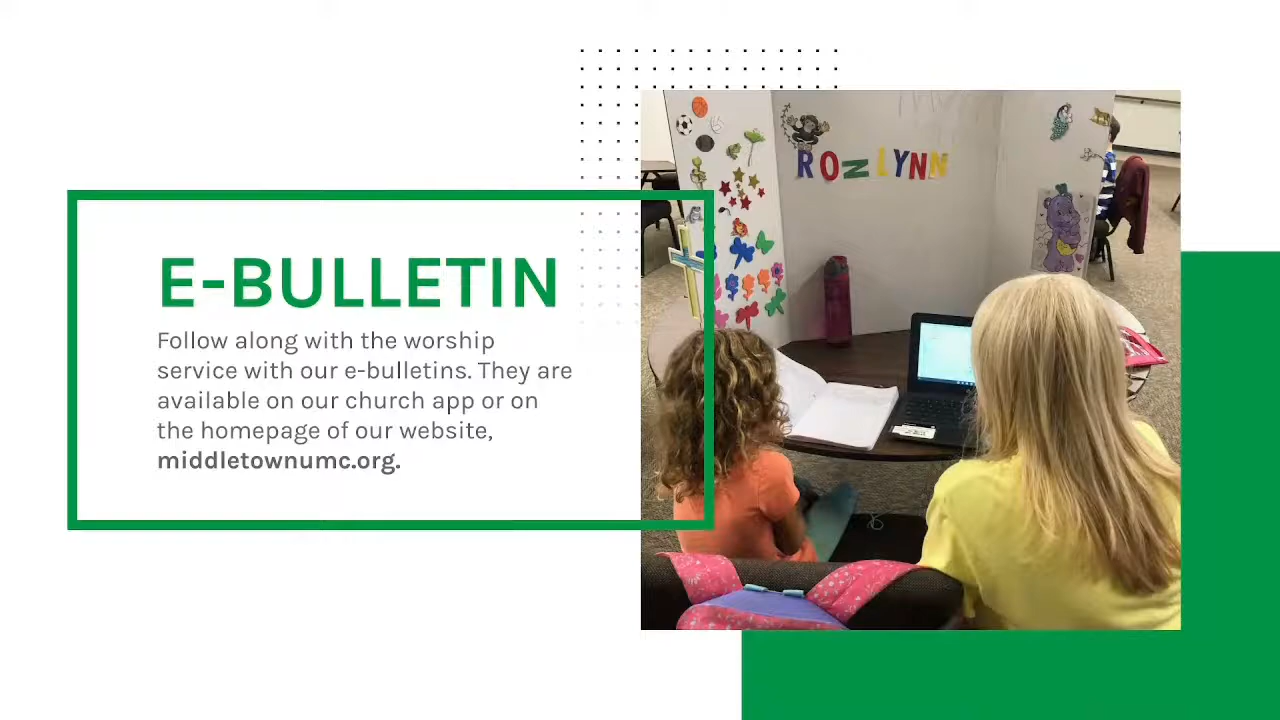 E-BULLETIN
Follow along with the worship
service with our e-bulletins. They are
available on our church app or on
the homepage of our website,
middletownumc.org.
ROZLYNN